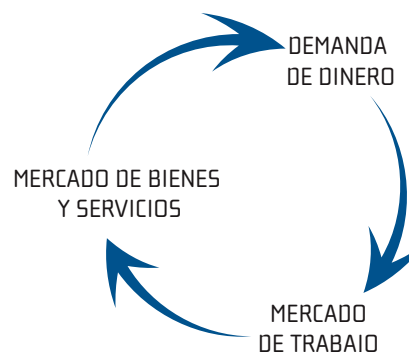 DEMANDA
DE DINERO
MERCADO DE BIENES
Y SERVICIOS
MERCADO
DE TRABAJO